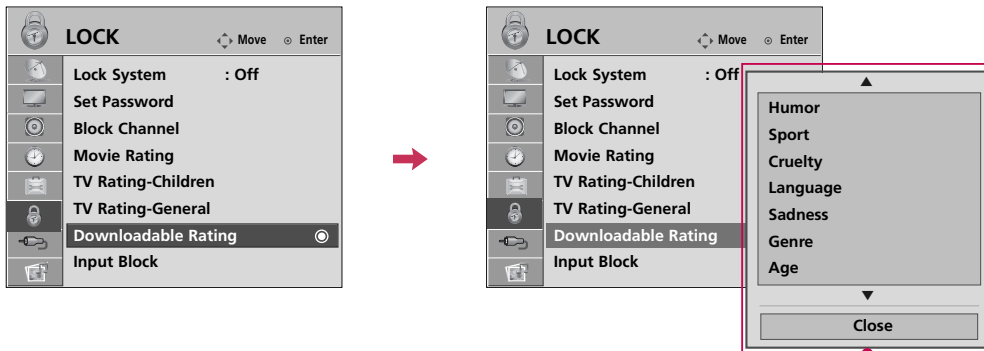 LOCK Move Enter
Lock System : Off
Set Password
Block Channel
Movie Rating
TV Rating-Children
TV Rating-General
Downloadable Rating
Input Block
LOCK Move Enter
Lock System : Off
Set Password
Block Channel
Movie Rating
TV Rating-Children
TV Rating-General
Downloadable Rating
Input Block
Humor
Sport
Cruelty
Language
Sadness
Genre
Age
Close